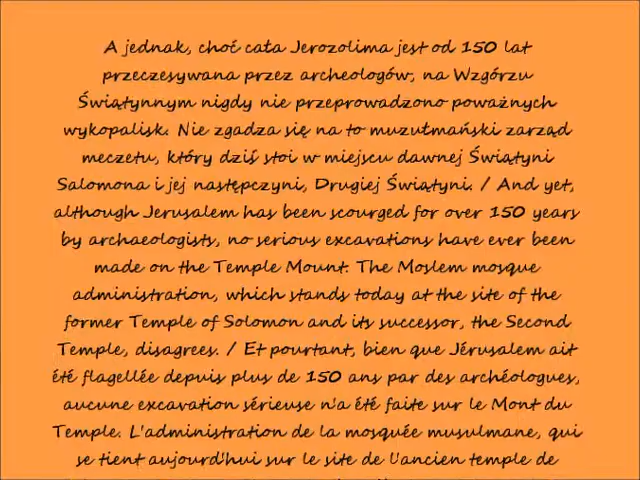 A jednak, choć cała Jerozolima jest od 150 lat
przeczesywana przez archeologów, na Wzgórzu
Świątynnym nigdy nie przeprowadzono poważnych
wykopalisk. Nie zgadza się na to muzułmański zarząd
meczetu, który dziś stoi w miejscu dawnej Świątyni
Salomona i jej następczyni, Drugiej Świątyni. / And yet,
although Jerusalem has been scourged for over 150 years
by archaeologists, no serious excavations have ever been
made on the Temple Mount. The Moslem mosque
administration, which stands today at the site of the
former Temple of Solomon and its successor, the Second
Temple, disagrees. / Et pourtant, bien que Jérusalem ait
été flagellée depuis plus de 150 ans par des archéologues,
aucune excavation sérieuse n'a été faite sur le Mont du
Temple. L'administration de la mosquée musulmane, qui
se tient aujourd'hui sur le site de l'ancien temple de